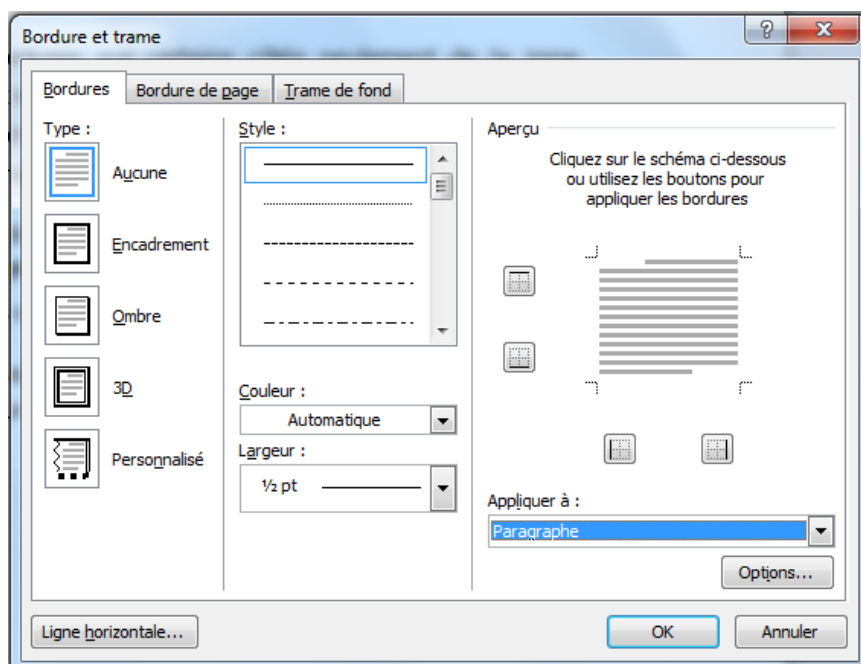 Bordure et trame
Bordures
Bordure de page
Trame de fond
Type :
Aucune
Encadrement
Ombre
3D
Personnalisé
Style :
Couleur :
Automatique
Largeur :
½ pt
Aperçu
Cliquez sur le schéma ci-dessous
ou utilisez les boutons pour
appliquer les bordures
Appliquer à :
Paragraphe
Options...
Ligne horizontale...
OK
Annuler